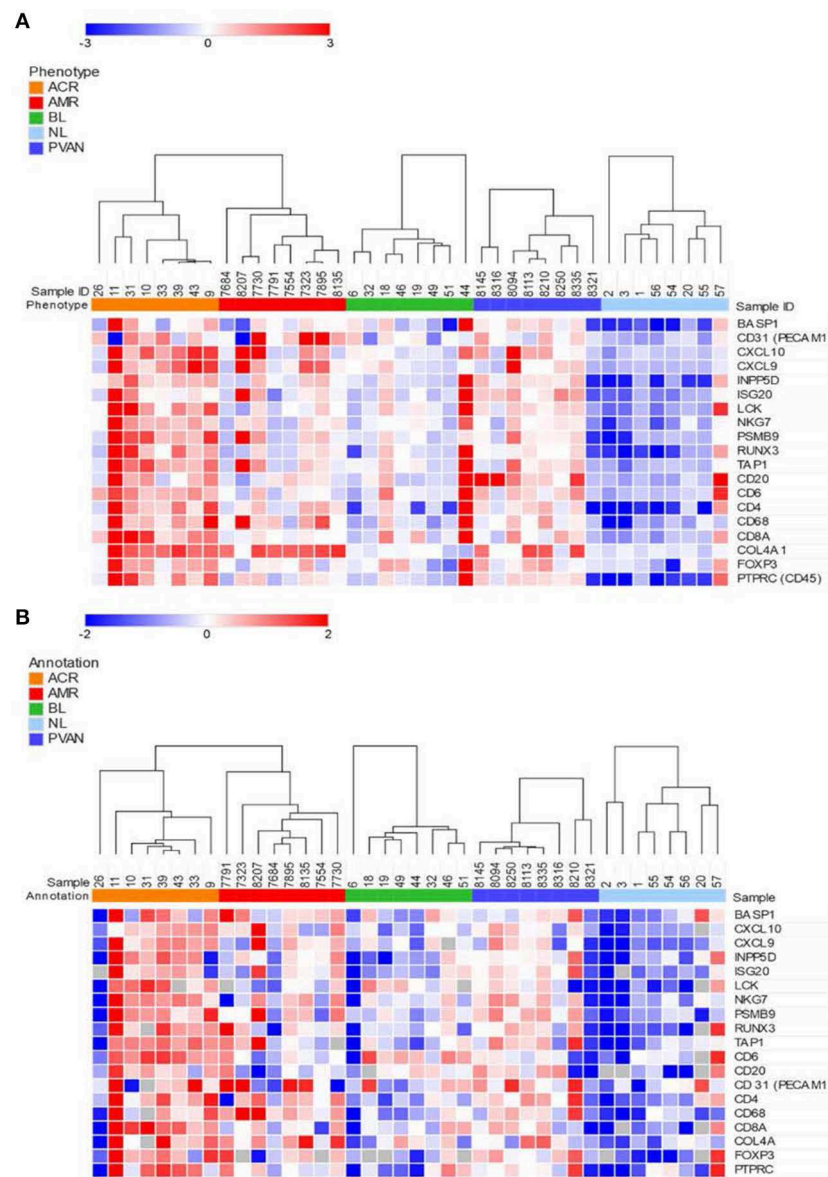 A
-3 0 3
Phenotype
ACR
AMR
BL
NL
PVAN
Sample ID 26 11 31 10 33 39 43 9 7684 8207 7730 7791 7554 7323 7895 8135 6 32 18 46 19 49 51 44 8145 8316 8094 8113 8210 8250 8335 8321 2 3 1 56 54 20 55 57
Phenotype Sample ID
BASP1
CD31 (PECAM1
CXCL10
CXCL9
INPP5D
ISG20
LCK
NKG7
PSMB9
RUNX3
TAP1
CD20
CD6
CD4
CD68
CD8A
COL4A1
FOXP3
PTPRC (CD45)
B
-2 0 2
Annotation
ACR
AMR
BL
NL
PVAN
Sample 26 11 10 31 39 43 33 9 7791 7323 8207 7684 7895 8135 7554 7730 6 18 19 49 44 32 46 51 8145 8094 8250 8113 8335 8316 8210 8321 2 3 1 55 54 56 20 57
Annotation Sample
BASP1
CXCL10
CXCL9
INPP5D
ISG20
LCK
NKG7
PSMB9
RUNX3
TAP1
CD6
CD20
CD 31 (PECAM1
CD4
CD68
CD8A
COL4A
FOXP3
PTPRC